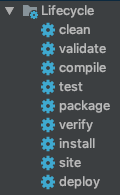 Lifecycle
clean
validate
compile
test
package
verify
install
site
deploy